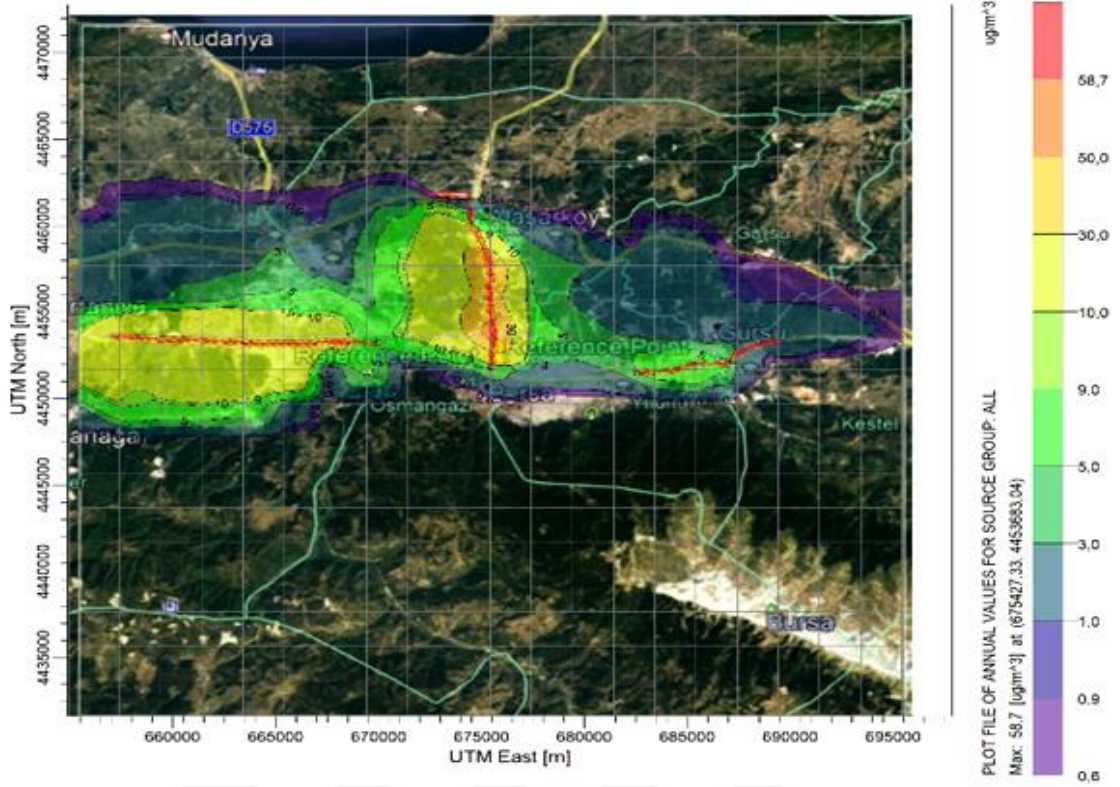 ug/m^3
58,7
50,0
30,0
10,0
9,0
5,0
3,0
1,0
0,9
0,6
PLOT FILE OF ANNUAL VALUES FOR SOURCE GROUP: ALL
Max: 58.7 [ug/m^3] at (675427.33, 4453683.04)
UTM North [m]
4470000
4465000
4460000
4455000
4450000
4445000
4440000
4435000
Mudanya
D575
Gürsu
Reference Point
Osmangazi
Kestel
Bursa
660000
665000
670000
675000
680000
685000
690000
695000
UTM East [m]